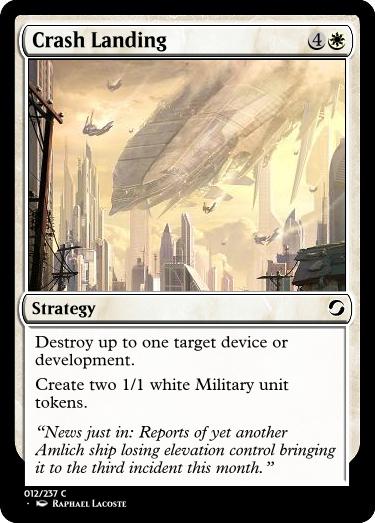 Crash Landing 4
Strategy
Destroy up to one target device or
development.
Create two 1/1 white Military unit
tokens.
“News just in: Reports of yet another
Amlich ship losing elevation control bringing
it to the third incident this month.”
012/237 C
· Raphael Lacoste